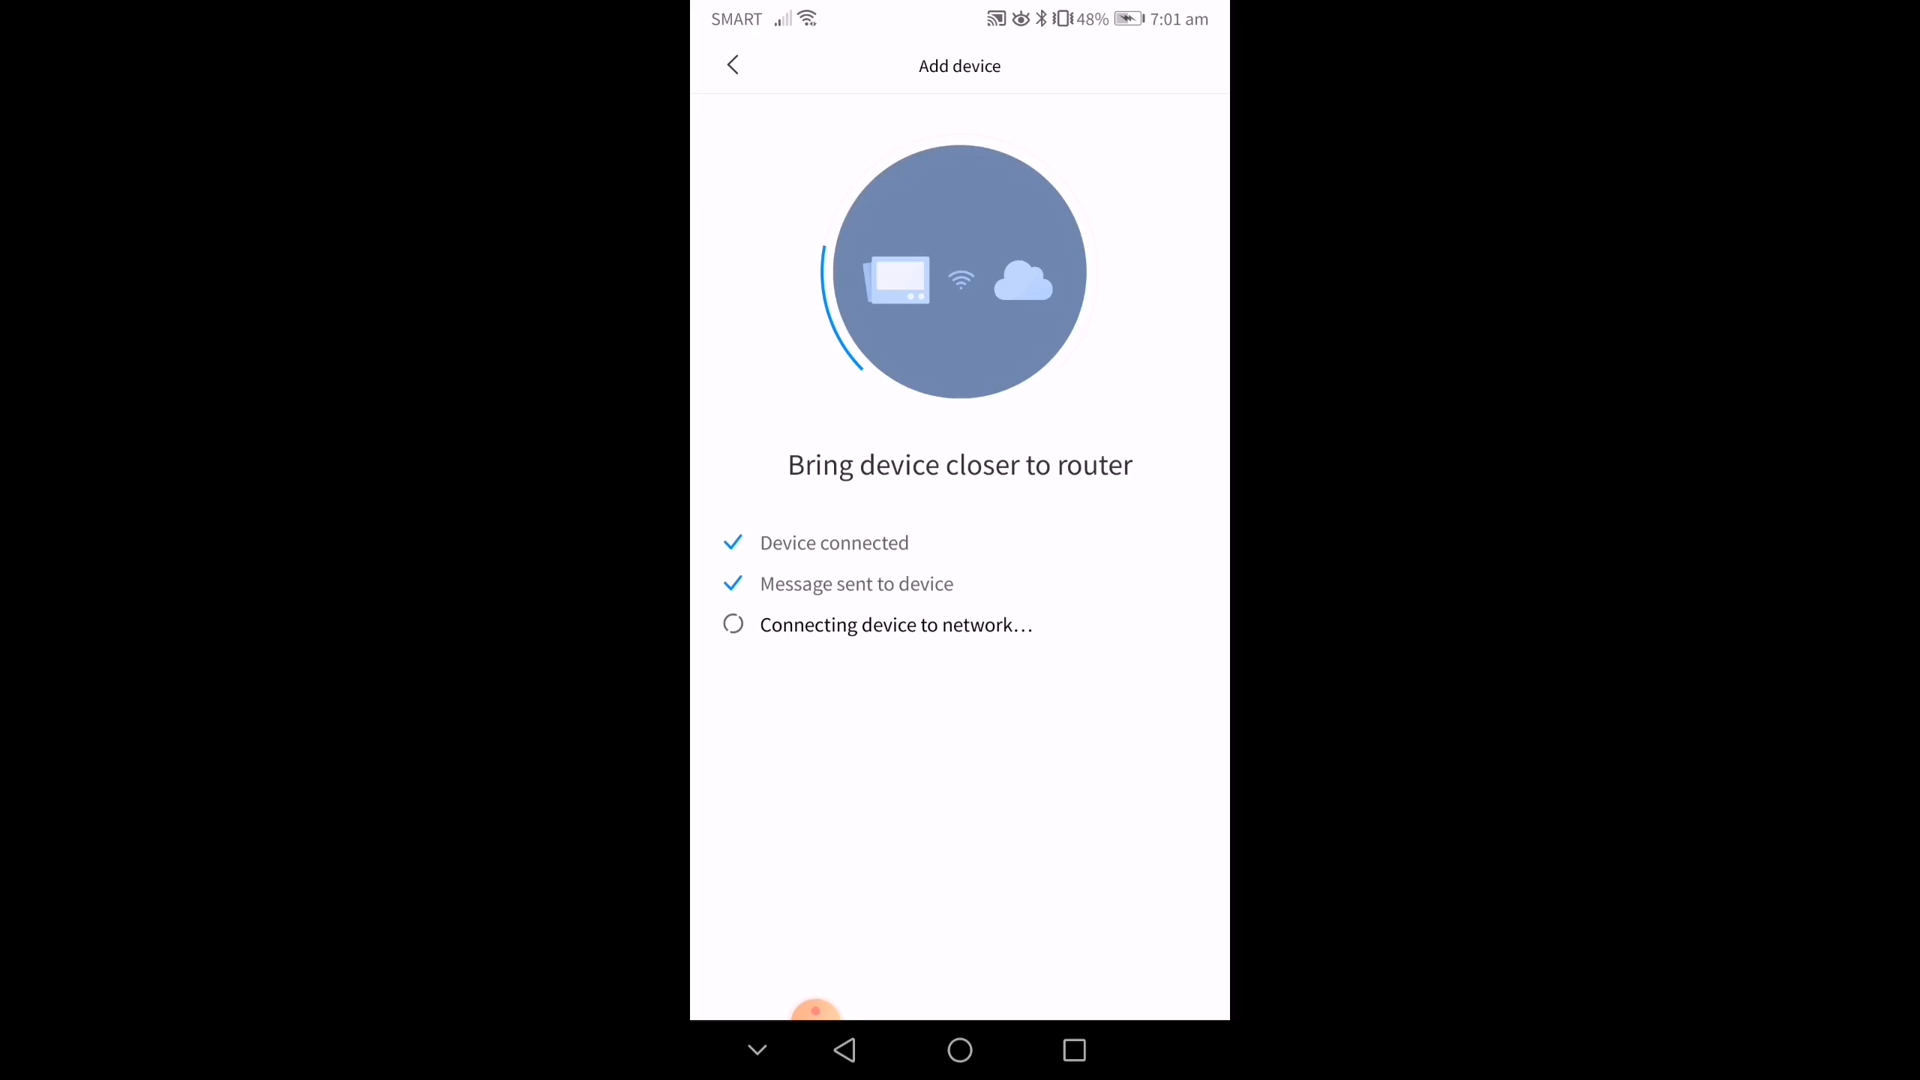 SMART 48% 7:01 am
Add device
Bring device closer to router
Device connected
Message sent to device
Connecting device to network...